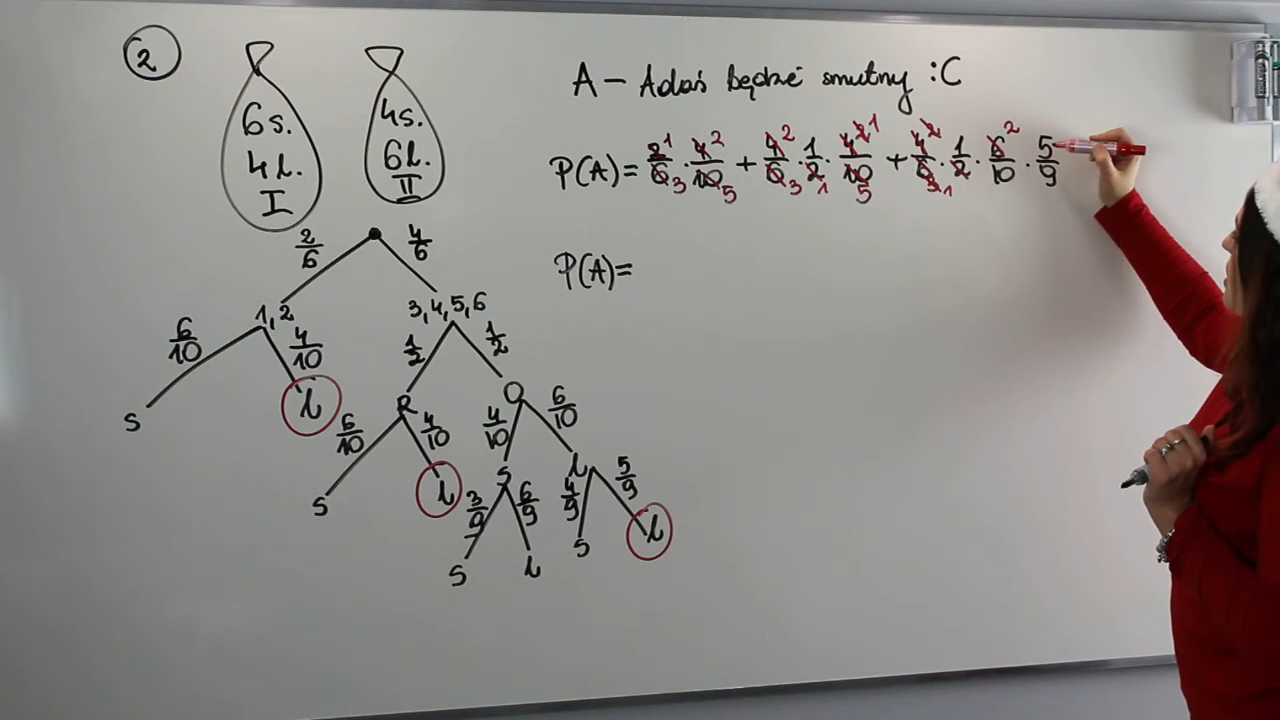 2
6s.
4l.
I
4s.
6l.
II
A – Adaś będzie smutny :C
P(A) = 2/6 · 4/10 + 4/6 · 1/2 · 4/10 + 4/6 · 1/2 · 6/10 · 5/9
P(A) =
2/6 4/6
1,2 3,4,5,6
6/10 4/10 1/2 1/2
s l R O
6/10 4/10 4/10 6/10
s l s l
3/9 6/9 4/9 5/9
s l s l